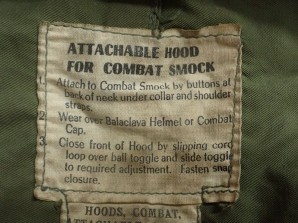 ATTACHABLE HOOD
FOR COMBAT SMOCK
1. Attach to Combat Smock by buttons at
back of neck under collar and shoulder
straps.
2. Wear over Balaclava Helmet or Combat
Cap.
3. Close front of Hood by slipping cord
loop over ball toggle and slide toggle
to required adjustment. Fasten snap
closure.
HOODS, COMBAT,